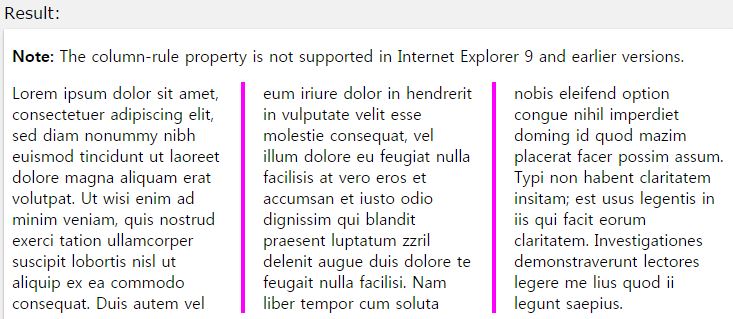 Result:
Note: The column-rule property is not supported in Internet Explorer 9 and earlier versions.
Lorem ipsum dolor sit amet,
consectetuer adipiscing elit,
sed diam nonummy nibh
euismod tincidunt ut laoreet
dolore magna aliquam erat
volutpat. Ut wisi enim ad
minim veniam, quis nostrud
exerci tation ullamcorper
suscipit lobortis nisl ut
aliquip ex ea commodo
consequat. Duis autem vel
eum iriure dolor in hendrerit
in vulputate velit esse
molestie consequat, vel
illum dolore eu feugiat nulla
facilisis at vero eros et
accumsan et iusto odio
dignissim qui blandit
praesent luptatum zzril
delenit augue duis dolore te
feugait nulla facilisi. Nam
liber tempor cum soluta
nobis eleifend option
congue nihil imperdiet
doming id quod mazim
placerat facer possim assum.
Typi non habent claritatem
insitam; est usus legentis in
iis qui facit eorum
claritatem. Investigationes
demonstraverunt lectores
legere me lius quod ii
legunt saepius.